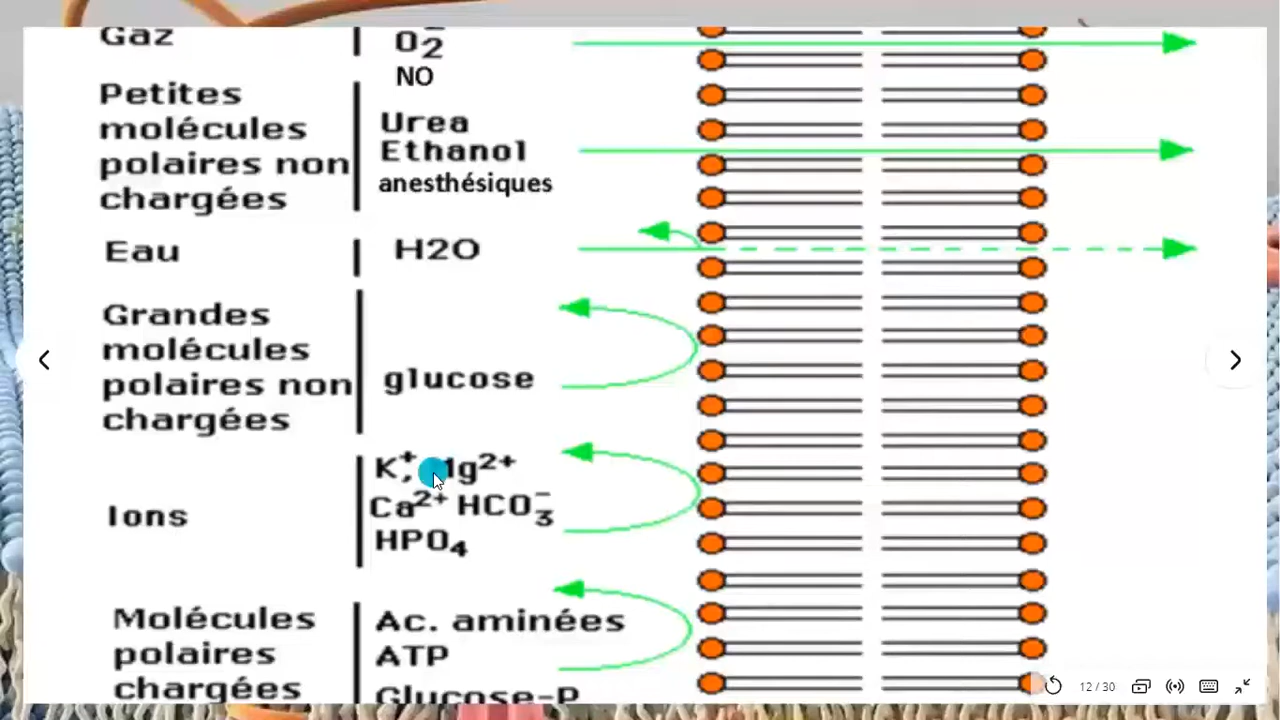 Gaz
O2
NO
Petites
molécules
polaires non
chargées
Urea
Ethanol
anesthésiques
Eau
H2O
Grandes
molécules
polaires non
chargées
glucose
Ions
K+,
Ca2+ HCO3-
HPO4
Molécules
polaires
chargées
Ac. aminées
ATP
Glucose-P
12 / 30